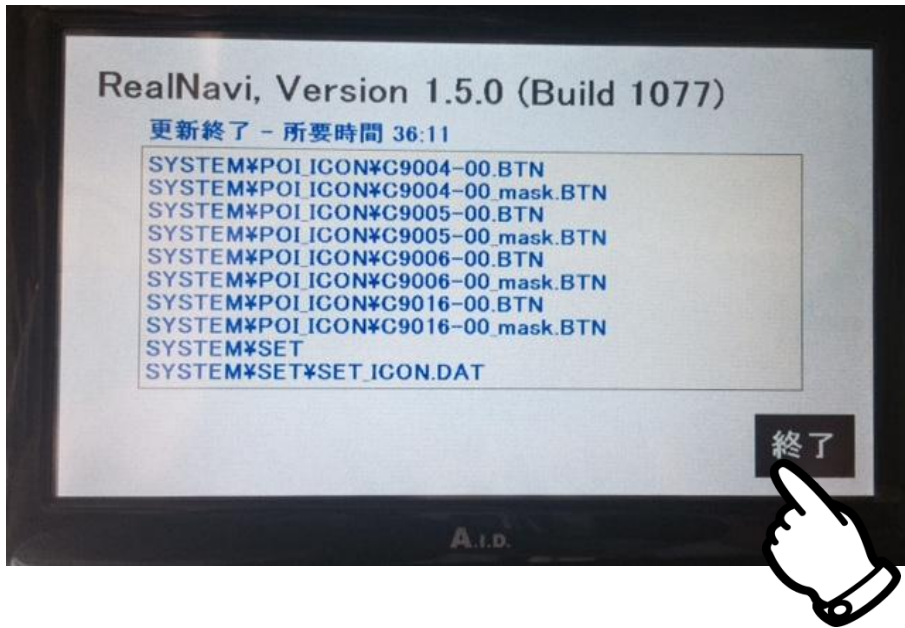 RealNavi, Version 1.5.0 (Build 1077)
更新終了 - 所要時間 36:11
SYSTEM¥POI_ICON¥C9004-00.BTN
SYSTEM¥POI_ICON¥C9004-00_mask.BTN
SYSTEM¥POI_ICON¥C9005-00.BTN
SYSTEM¥POI_ICON¥C9005-00_mask.BTN
SYSTEM¥POI_ICON¥C9006-00.BTN
SYSTEM¥POI_ICON¥C9006-00_mask.BTN
SYSTEM¥POI_ICON¥C9016-00.BTN
SYSTEM¥POI_ICON¥C9016-00_mask.BTN
SYSTEM¥SET
SYSTEM¥SET¥SET_ICON.DAT
終了
A.I.D.